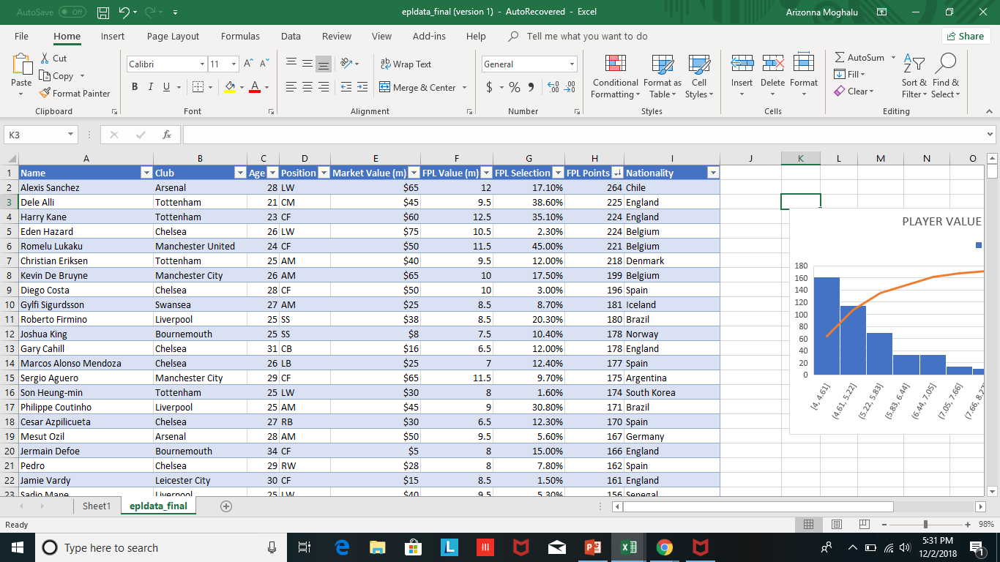 AutoSave Off epldata_final (version 1) - AutoRecovered - Excel Arizonna Moghalu
File Home Insert Page Layout Formulas Data Review View Add-ins Help Tell me what you want to do Share
Paste Cut Copy Format Painter Clipboard
Calibri 11 A A B I U A Font
ab Wrap Text Merge & Center Alignment
General $ % 9 Number
Conditional Formatting Format as Table Cell Styles Styles
Insert Delete Format Cells
AutoSum Fill Clear Sort & Filter Find & Select Editing
K3 fx
A B C D E F G H I J K L M N O
1 Name Club Age Position Market Value (m) FPL Value (m) FPL Selection FPL Points Nationality
2 Alexis Sanchez Arsenal 28 LW $65 12 17.10% 264 Chile
3 Dele Alli Tottenham 21 CM $45 9.5 38.60% 225 England
4 Harry Kane Tottenham 23 CF $60 12.5 35.10% 224 England
5 Eden Hazard Chelsea 26 LW $75 10.5 2.30% 224 Belgium
6 Romelu Lukaku Manchester United 24 CF $50 11.5 45.00% 221 Belgium
7 Christian Eriksen Tottenham 25 AM $40 9.5 12.00% 218 Denmark
8 Kevin De Bruyne Manchester City 26 AM $65 10 17.50% 199 Belgium
9 Diego Costa Chelsea 28 CF $50 10 3.00% 196 Spain
10 Gylfi Sigurdsson Swansea 27 AM $25 8.5 8.70% 181 Iceland
11 Roberto Firmino Liverpool 25 SS $38 8.5 20.30% 180 Brazil
12 Joshua King Bournemouth 25 SS $8 7.5 10.40% 178 Norway
13 Gary Cahill Chelsea 31 CB $16 6.5 12.00% 178 England
14 Marcos Alonso Mendoza Chelsea 26 LB $25 7 12.40% 177 Spain
15 Sergio Aguero Manchester City 29 CF $65 11.5 9.70% 175 Argentina
16 Son Heung-min Tottenham 25 LW $30 8 1.60% 174 South Korea
17 Philippe Coutinho Liverpool 25 AM $45 9 30.80% 171 Brazil
18 Cesar Azpilicueta Chelsea 27 RB $30 6.5 12.30% 170 Spain
19 Mesut Ozil Arsenal 28 AM $50 9.5 5.60% 167 Germany
20 Jermain Defoe Bournemouth 34 CF $5 8 15.00% 166 England
21 Pedro Chelsea 29 RW $28 8 7.80% 162 Spain
22 Jamie Vardy Leicester City 30 CF $15 8.5 1.50% 161 England
23 Sadio Mane Liverpool 25 LW $40 9.5 5.30% 156 Senegal
PLAYER VALUE
180
160
140
120
100
80
60
40
20
0
[4, 4.61] (4.61, 5.22] (5.22, 5.83] (5.83, 6.44] (6.44, 7.05] (7.05, 7.66] (7.66, 8.27
Sheet1 epldata_final
Ready 98%
Type here to search 5:31 PM
12/2/2018 1